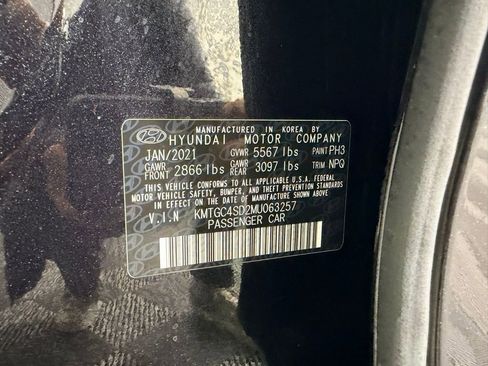 MANUFACTURED IN KOREA BY
HYUNDAI MOTOR COMPANY
JAN/2021 GVWR 5567 lbs PAINT PH3
GAWR FRONT 2866 lbs GAWR REAR 3097 lbs TRIM NPQ
THIS VEHICLE CONFORMS TO ALL APPLICABLE U.S.A. FEDERAL
MOTOR VEHICLE SAFETY, BUMPER, AND THEFT PREVENTION STANDARDS
IN EFFECT ON THE DATE OF MANUFACTURE SHOWN ABOVE.
V.I.N KMTGC4SD2MU063257
PASSENGER CAR